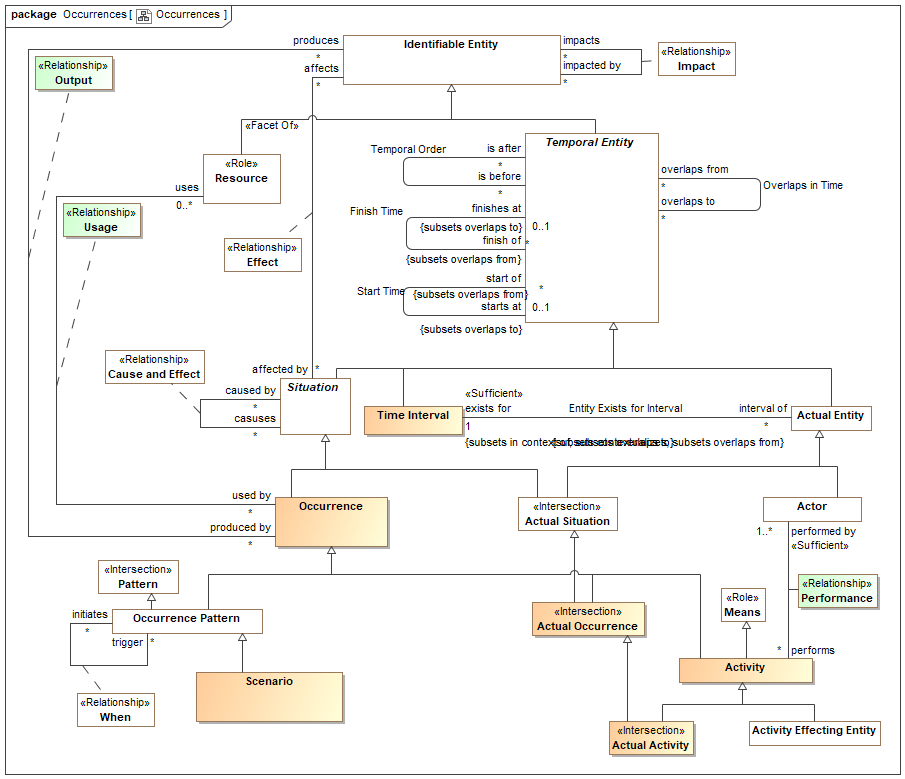 package Occurrences [ Occurrences ]
produces
Identifiable Entity
impacts
*
*
«Relationship»
Output
affects
*
impacted by
*
«Relationship»
Impact
«Facet Of»
Temporal Entity
«Role»
Resource
Temporal Order
is after
*
is before
*
overlaps from
*
Overlaps in Time
overlaps to
*
uses
0..*
«Relationship»
Usage
Finish Time
finishes at
{subsets overlaps to}
0..1
finish of
*
{subsets overlaps from}
«Relationship»
Effect
start of
*
Start Time
{subsets overlaps from}
starts at
0..1
{subsets overlaps to}
«Relationship»
Cause and Effect
affected by
*
Situation
caused by
*
casuses
*
«Sufficient»
Time Interval
exists for
1
Entity Exists for Interval
interval of
*
Actual Entity
{subsets in context of, subsets
subsets overlaps from}
used by
*
Occurrence
produced by
*
«Intersection»
Actual Situation
Actor
1..*
performed by
«Sufficient»
«Intersection»
Pattern
«Relationship»
Performance
initiates
*
Occurrence Pattern
trigger
*
«Intersection»
Actual Occurrence
«Role»
Means
*
performs
Scenario
Activity
«Relationship»
When
«Intersection»
Actual Activity
Activity Effecting Entity